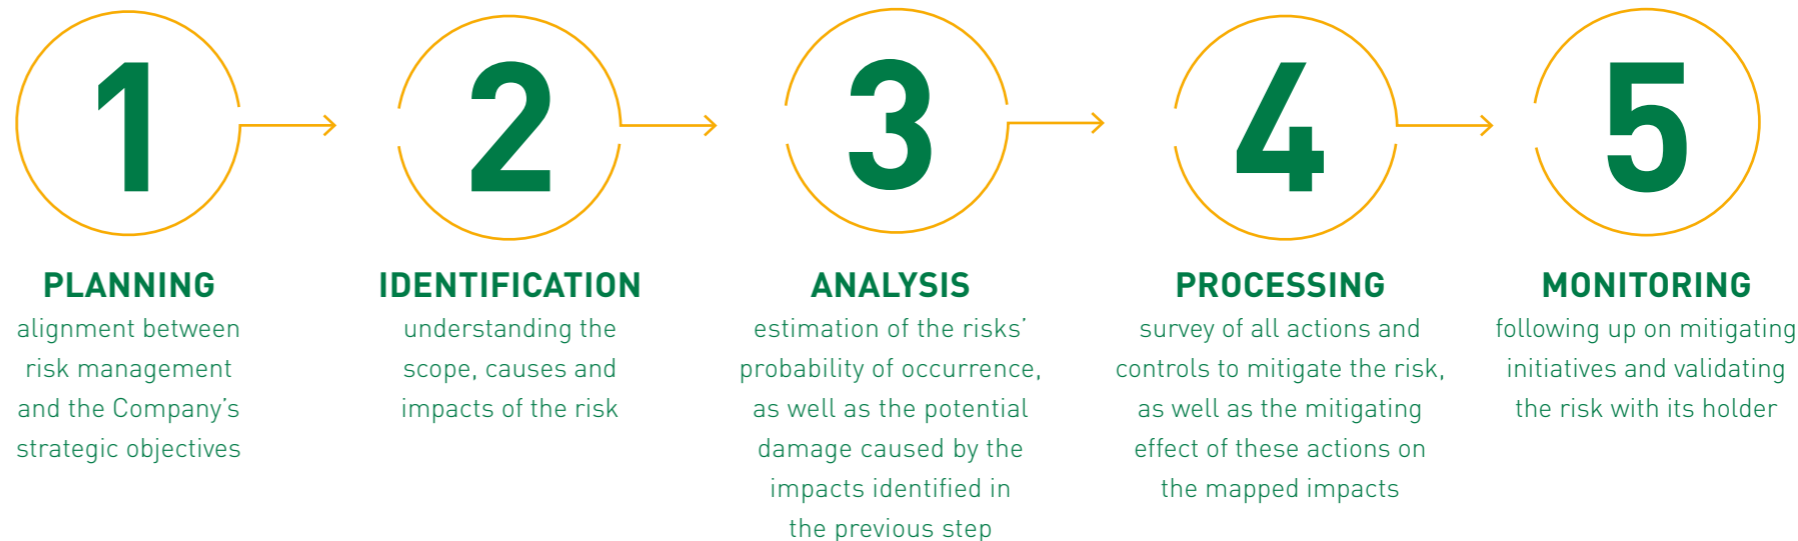 1
PLANNING
alignment between
risk management
and the Company's
strategic objectives
2
IDENTIFICATION
understanding the
scope, causes and
impacts of the risk
3
ANALYSIS
estimation of the risks'
probability of occurrence,
as well as the potential
damage caused by the
impacts identified in
the previous step
4
PROCESSING
survey of all actions and
controls to mitigate the risk,
as well as the mitigating
effect of these actions on
the mapped impacts
5
MONITORING
following up on mitigating
initiatives and validating
the risk with its holder